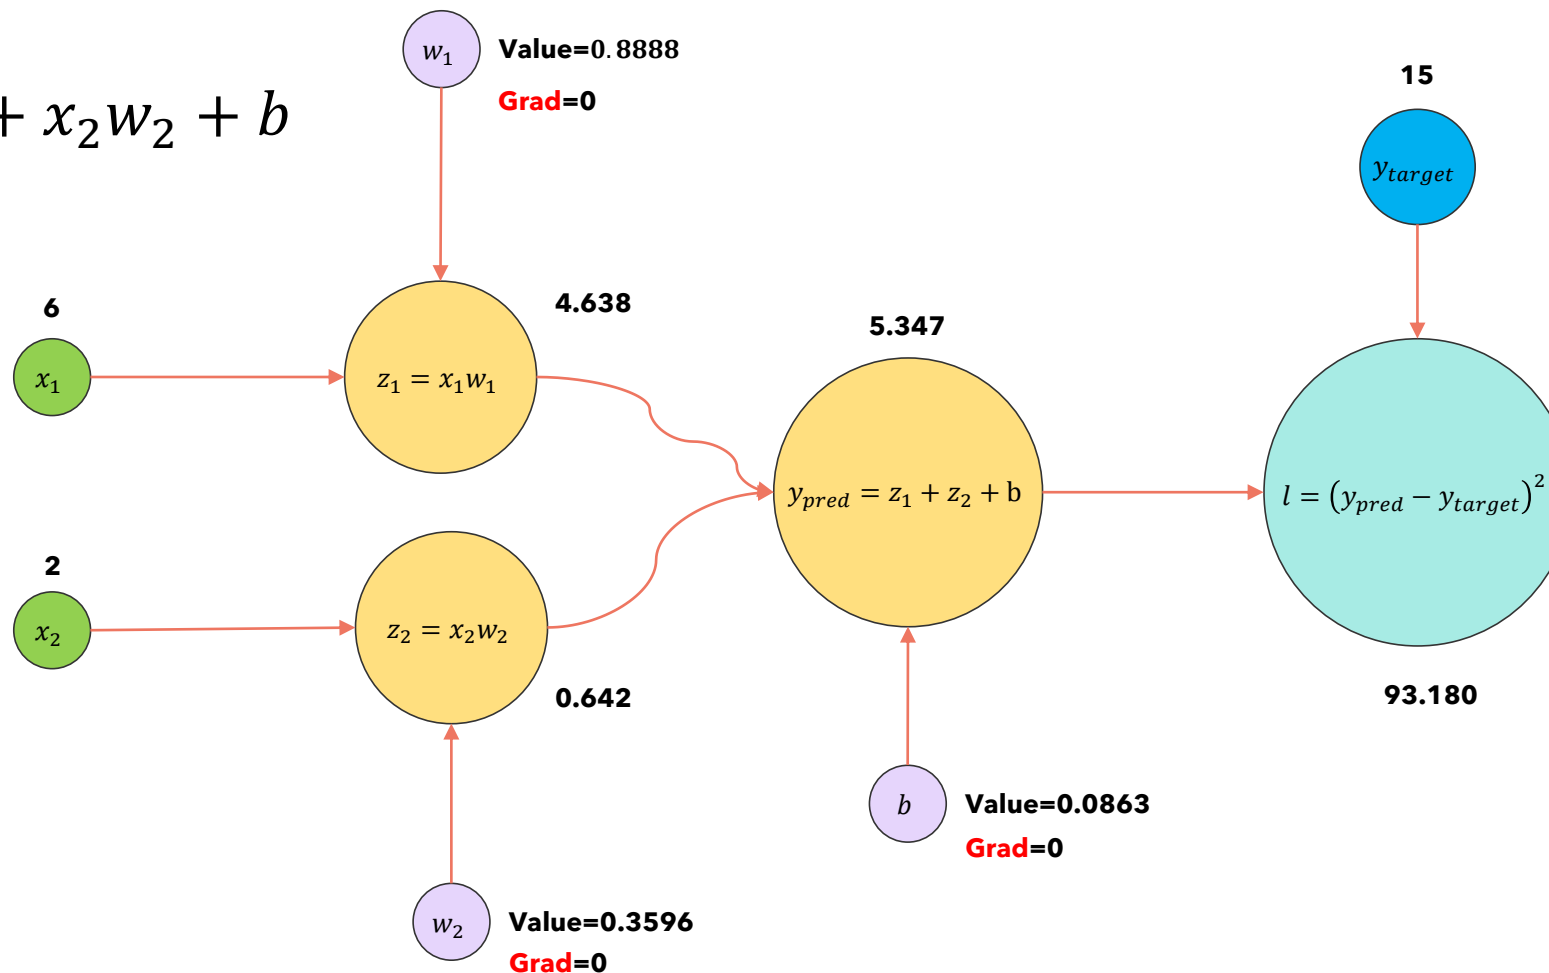 w₁
Value=0.8888
Grad=0
+ x₂w₂ + b
15
y_target
6
x₁
z₁ = x₁w₁
4.638
5.347
y_pred = z₁ + z₂ + b
l = (y_pred − y_target)²
2
x₂
z₂ = x₂w₂
0.642
93.180
b
Value=0.0863
Grad=0
w₂
Value=0.3596
Grad=0